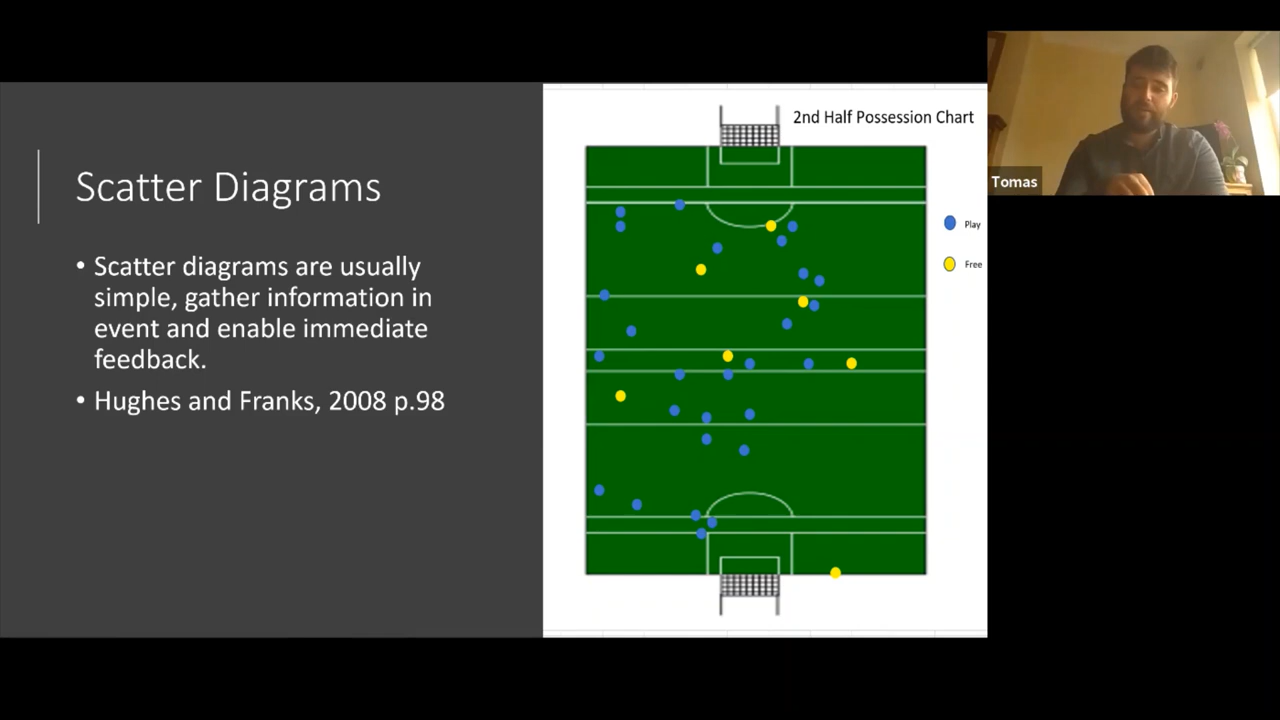 Scatter Diagrams
• Scatter diagrams are usually
simple, gather information in
event and enable immediate
feedback.
• Hughes and Franks, 2008 p.98
2nd Half Possession Chart
Play
Free
Tomas